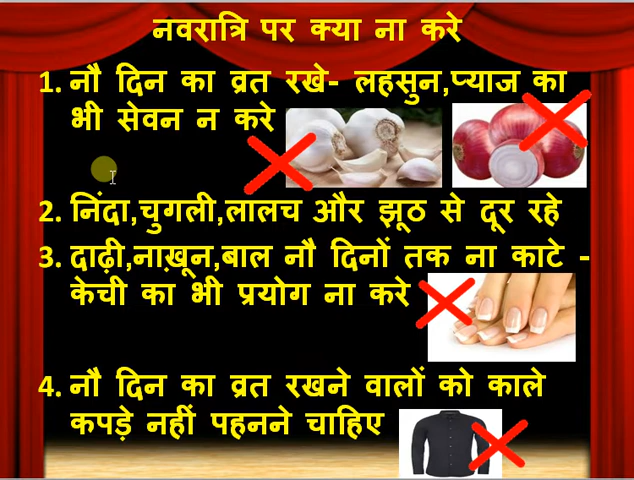 नवरात्रि पर क्या ना करे
1. नौ दिन का व्रत रखे- लहसुन,प्याज का
भी सेवन न करे
2. निंदा,चुगली,लालच और झूठ से दूर रहे
3. दाढ़ी,नाख़ून,बाल नौ दिनों तक ना काटे -
केची का भी प्रयोग ना करे
4. नौ दिन का व्रत रखने वालों को काले
कपड़े नहीं पहनने चाहिए